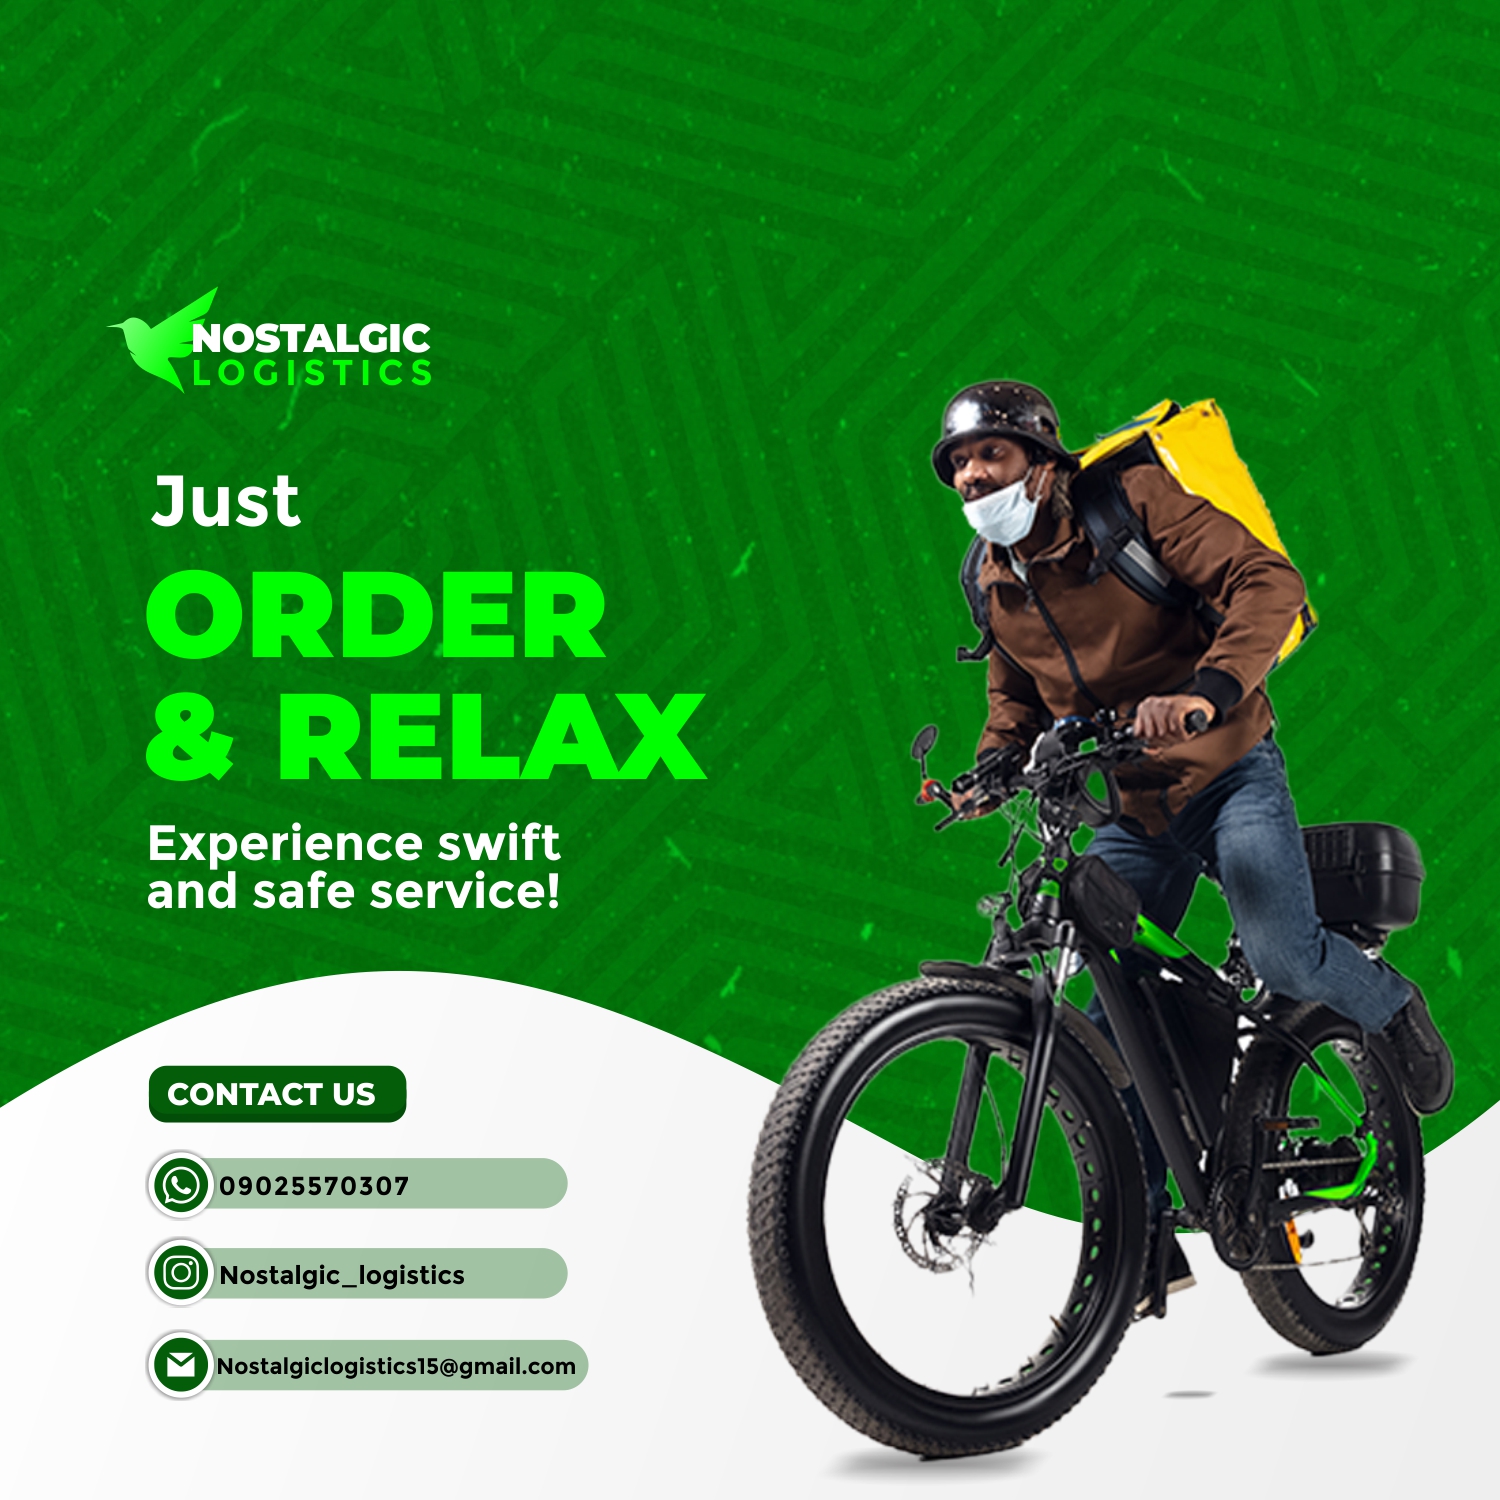 NOSTALGIC
LOGISTICS
Just
ORDER
& RELAX
Experience swift
and safe service!
CONTACT US
09025570307
Nostalgic_logistics
Nostalgiclogistics15@gmail.com